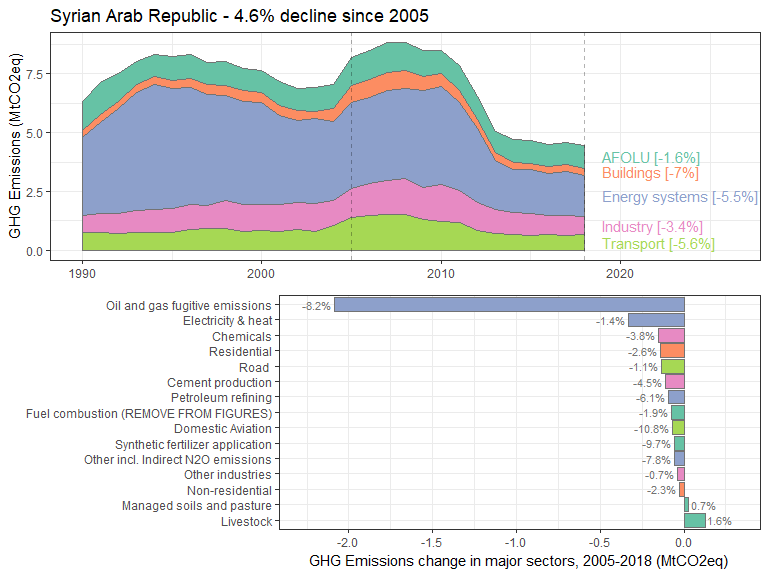 Syrian Arab Republic - 4.6% decline since 2005
GHG Emissions (MtCO2eq)
7.5
5.0
2.5
0.0
AFOLU [-1.6%]
Buildings [-7%]
Energy systems [-5.5%]
Industry [-3.4%]
Transport [-5.6%]
1990 2000 2010 2020
Oil and gas fugitive emissions -8.2%
Electricity & heat -1.4%
Chemicals -3.8%
Residential -2.6%
Road -1.1%
Cement production -4.5%
Petroleum refining -6.1%
Fuel combustion (REMOVE FROM FIGURES) -1.9%
Domestic Aviation -10.8%
Synthetic fertilizer application -9.7%
Other incl. Indirect N2O emissions -7.8%
Other industries -0.7%
Non-residential -2.3%
Managed soils and pasture 0.7%
Livestock 1.6%
-2.0 -1.5 -1.0 -0.5 0.0
GHG Emissions change in major sectors, 2005-2018 (MtCO2eq)